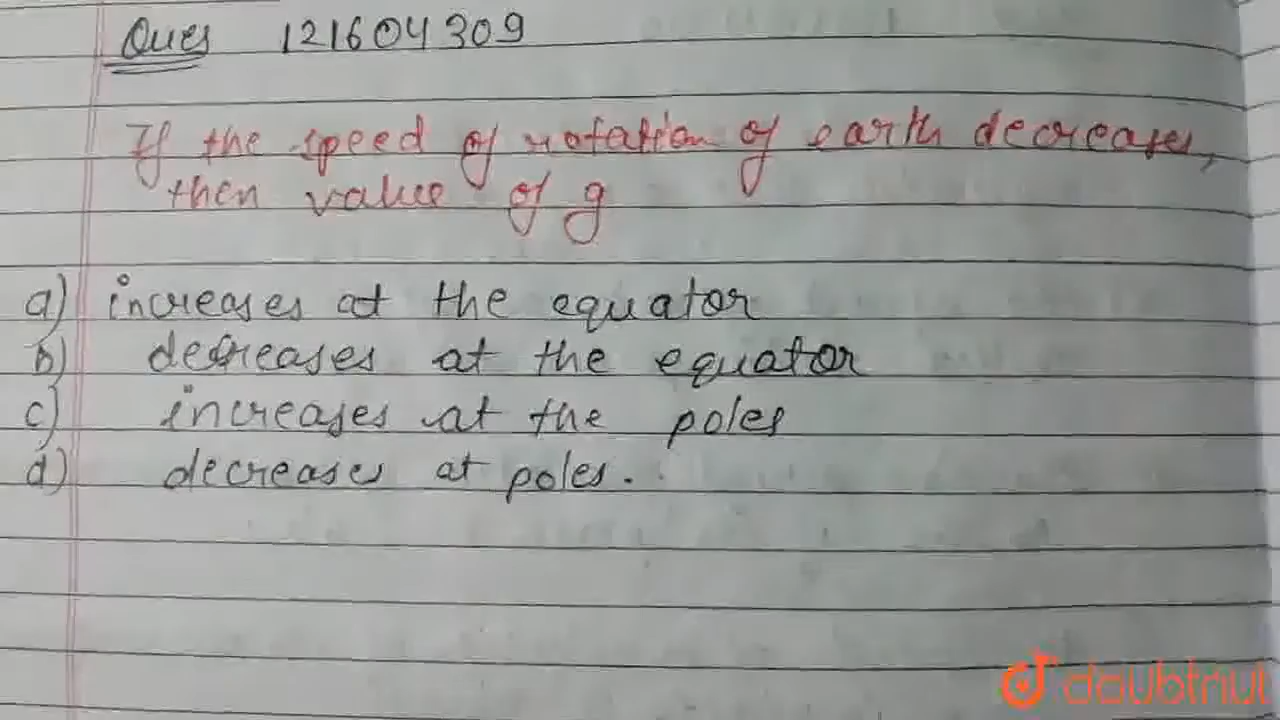 Ques 121604309
If the speed of rotation of earth decreases,
then value of g
a) increases at the equator
b) decreases at the equator
c) increases at the poles
d) decreases at poles.
doubtnut